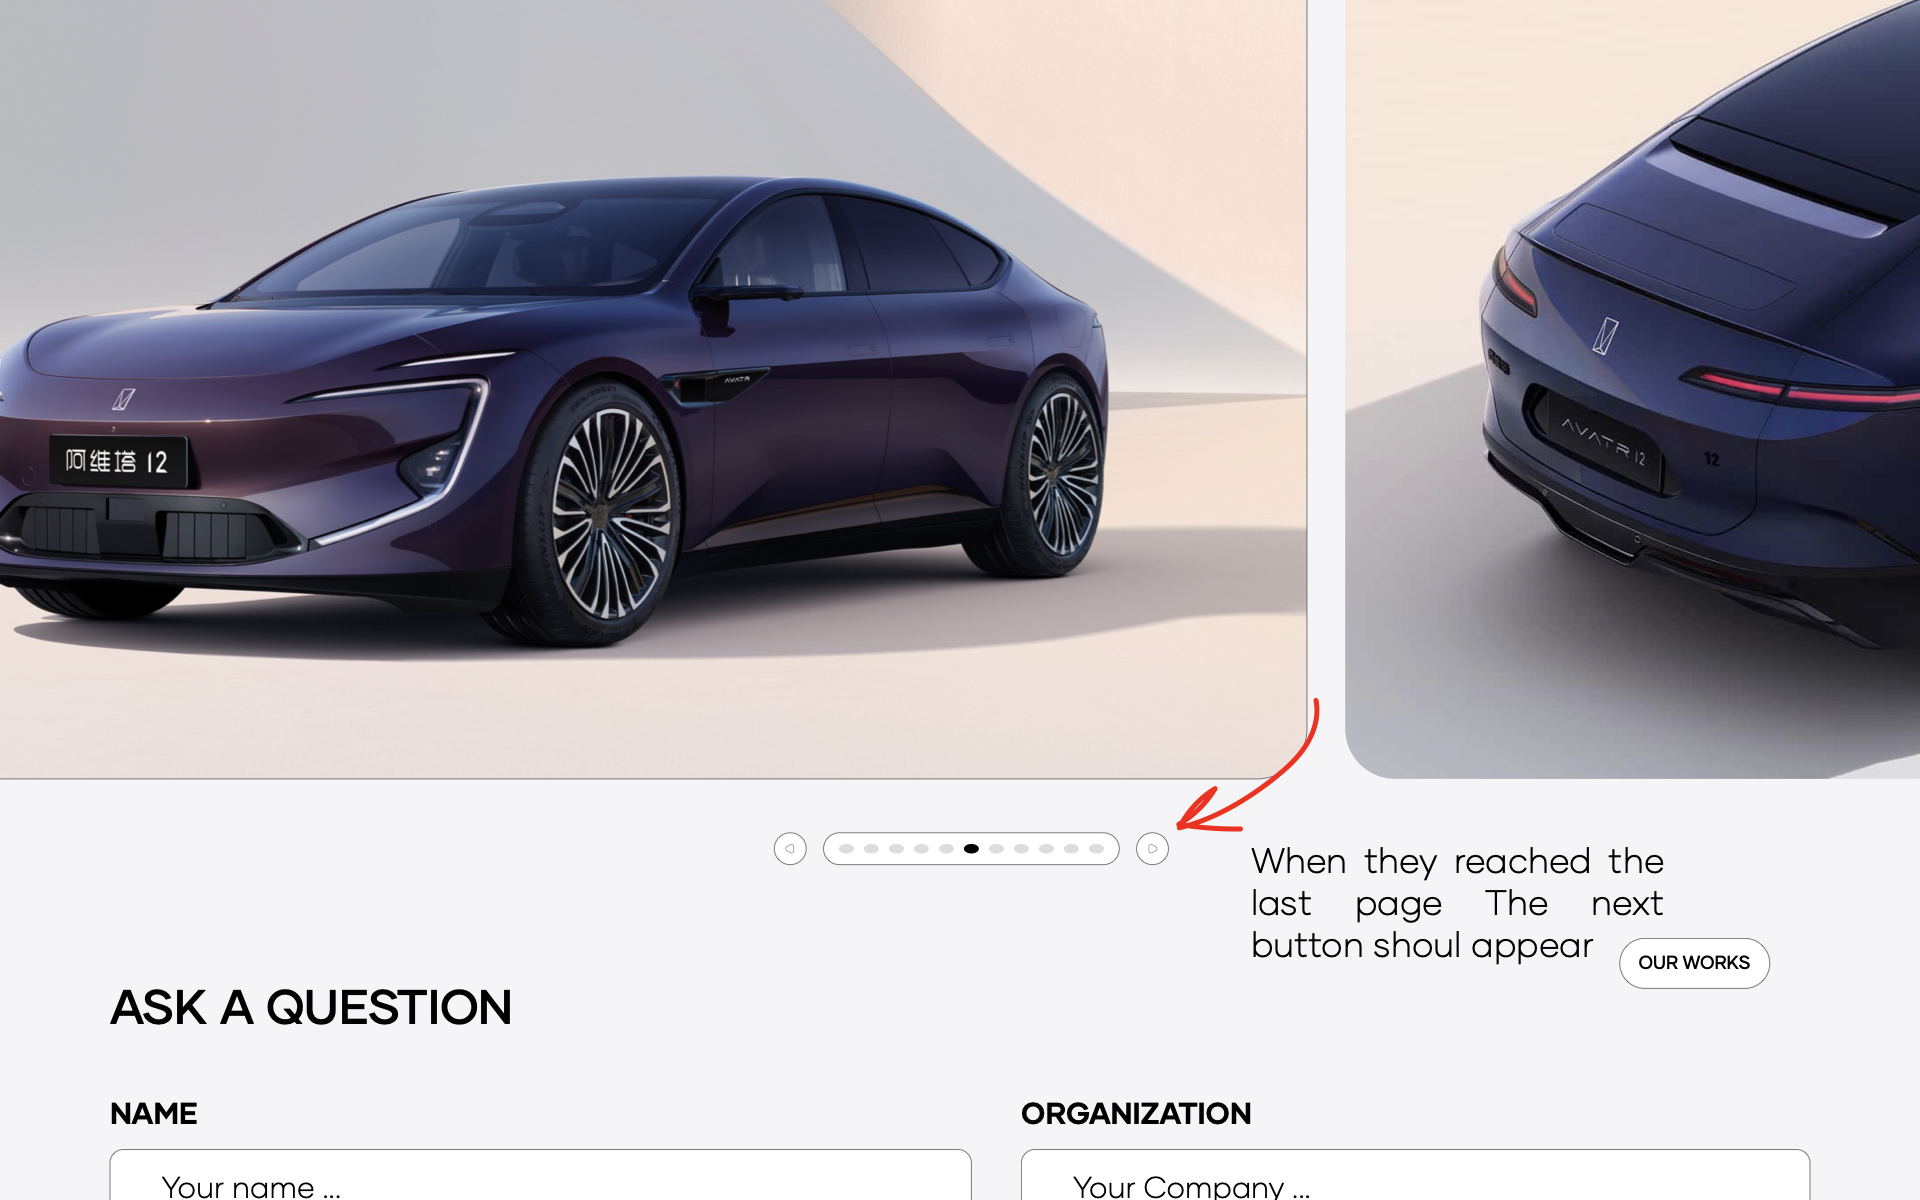 AVATR
阿维塔 12
AVATR 12
12
When they reached the
last page The next
button shoul appear
OUR WORKS
ASK A QUESTION
NAME
ORGANIZATION
Your name ...
Your Company ...